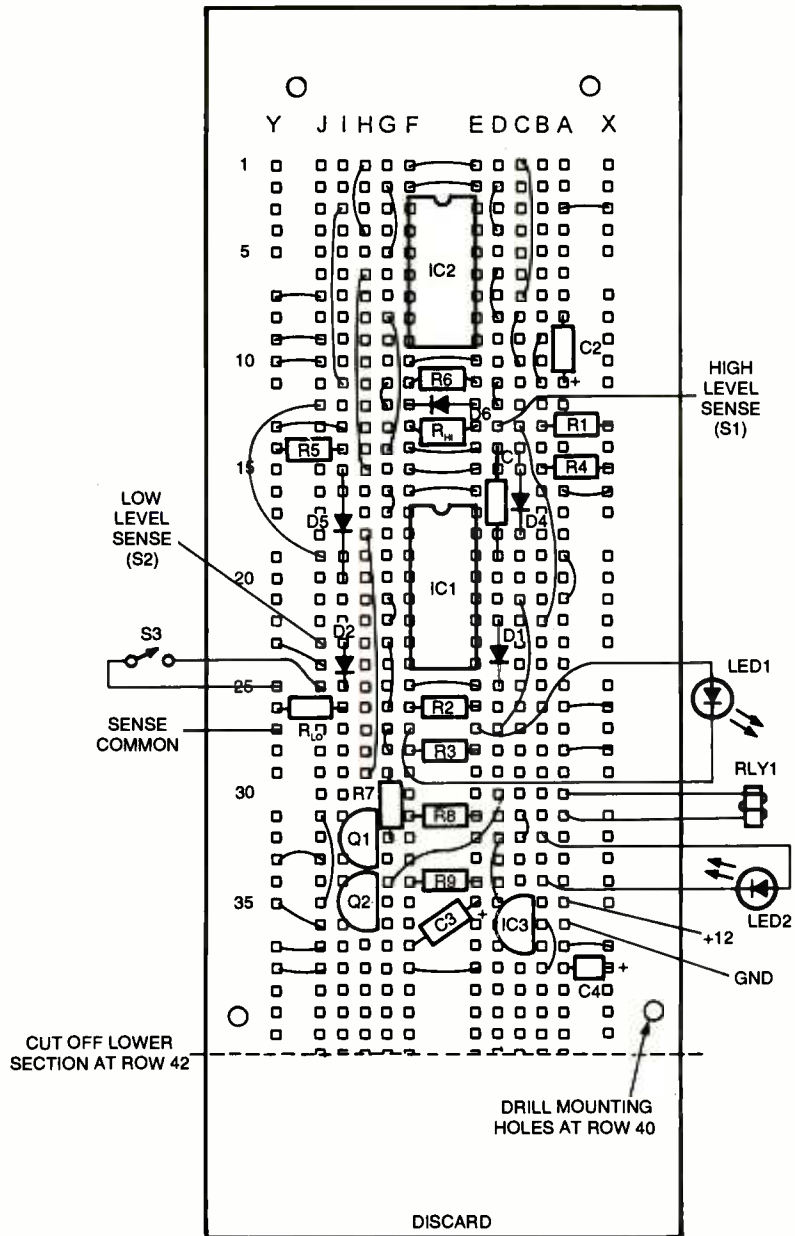 Y J I H G F E D C B A X
1
5
IC2
10
C2
+
HIGH
LEVEL
SENSE
(S1)
R6
D6
RHI
R1
R5
C
R4
15
LOW
LEVEL
SENSE
(S2)
D5
D4
20
IC1
S3
D2
D1
LED1
25
RLO
R2
SENSE
COMMON
R3
RLY1
30
R7
R8
Q1
R9
35
Q2
C3
+
IC3
LED2
+12
GND
C4
+
CUT OFF LOWER
SECTION AT ROW 42
DRILL MOUNTING
HOLES AT ROW 40
DISCARD